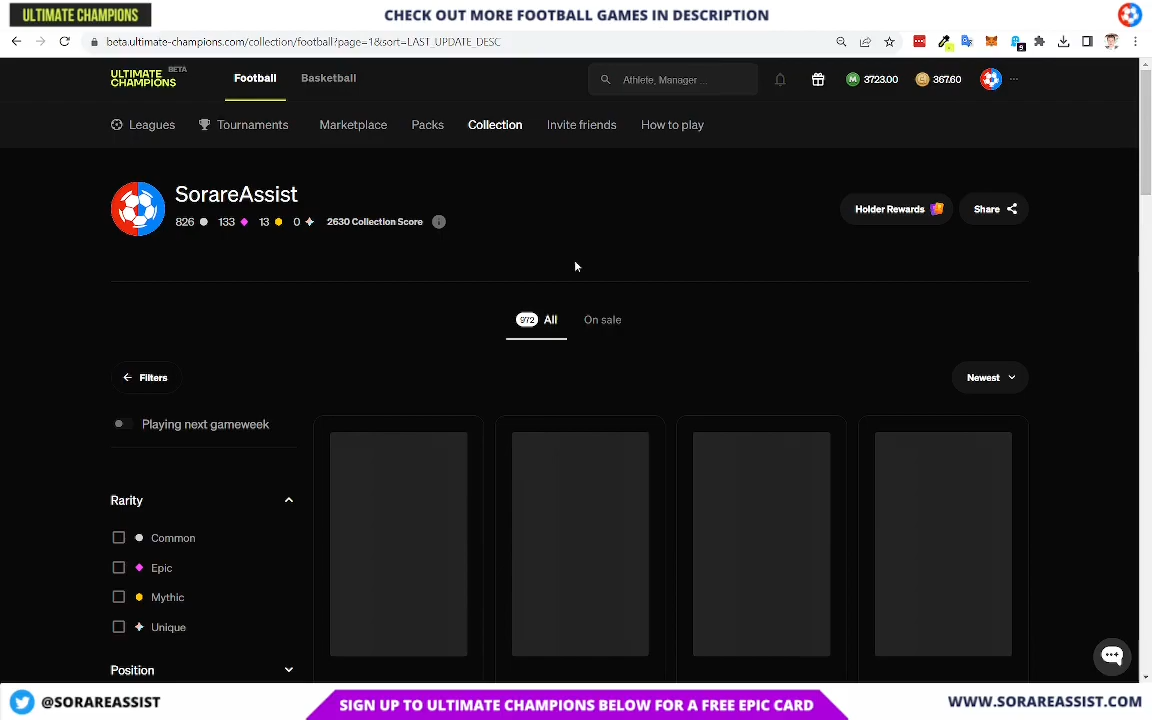 ULTIMATE CHAMPIONS
CHECK OUT MORE FOOTBALL GAMES IN DESCRIPTION
beta.ultimate-champions.com/collection/football?page=1&sort=LAST_UPDATE_DESC
9
ULTIMATE CHAMPIONS BETA
Football
Basketball
Athlete, Manager ...
M 3723.00
C 367.60
Leagues
Tournaments
Marketplace
Packs
Collection
Invite friends
How to play
SorareAssist
826 133 13 0 2630 Collection Score
Holder Rewards
Share
972 All
On sale
Filters
Newest
Playing next gameweek
Rarity
Common
Epic
Mythic
Unique
Position
@SORAREASSIST
SIGN UP TO ULTIMATE CHAMPIONS BELOW FOR A FREE EPIC CARD
WWW.SORAREASSIST.COM